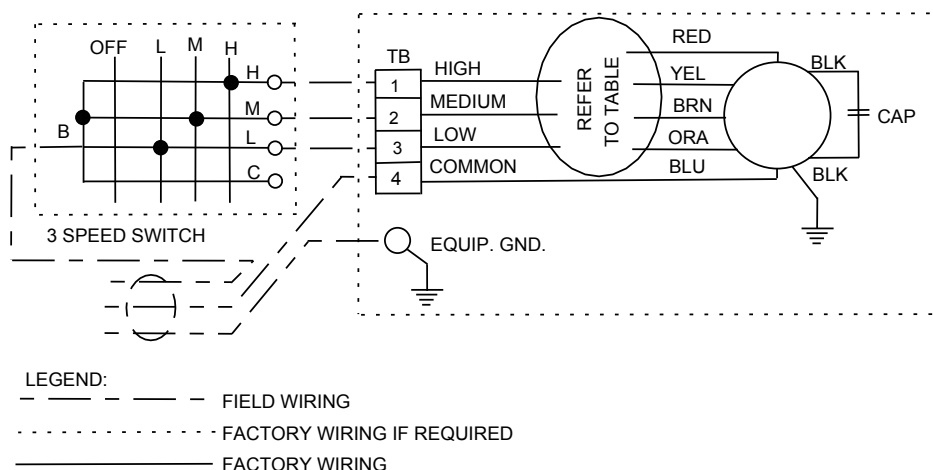 OFF L M H
H
M
B
L
C
3 SPEED SWITCH
TB
1
2
3
4
HIGH
MEDIUM
LOW
COMMON
REFER
TO TABLE
RED
YEL
BRN
ORA
BLU
BLK
CAP
BLK
EQUIP. GND.
LEGEND:
FIELD WIRING
FACTORY WIRING IF REQUIRED
FACTORY WIRING